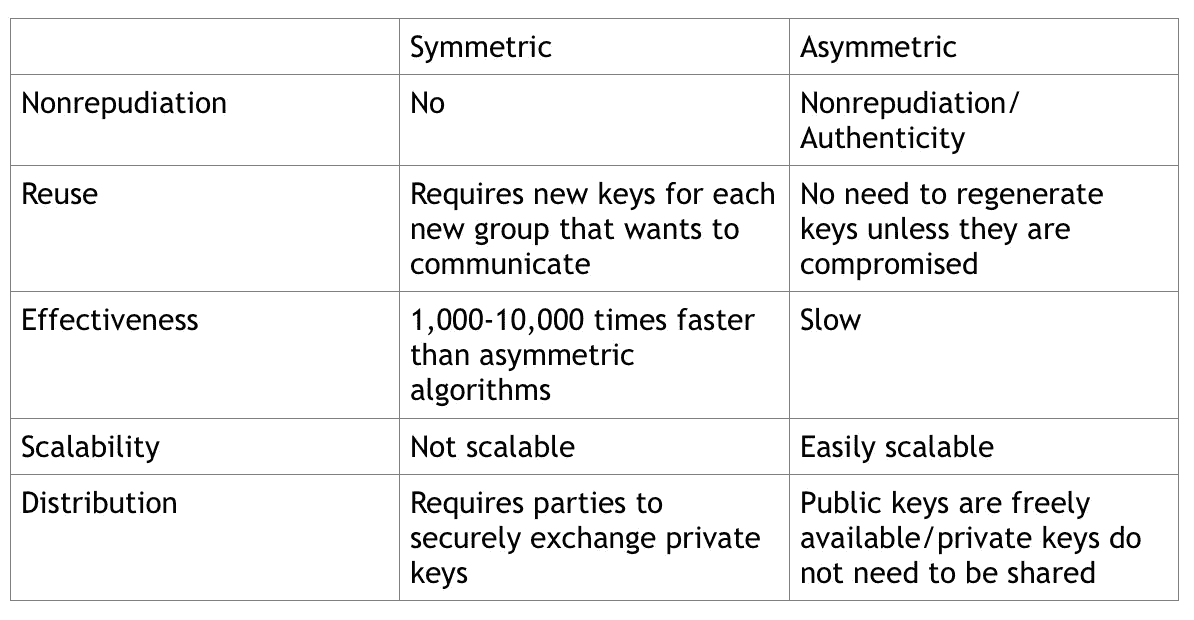 Symmetric
Asymmetric
Nonrepudiation
No
Nonrepudiation/
Authenticity
Reuse
Requires new keys for each
new group that wants to
communicate
No need to regenerate
keys unless they are
compromised
Effectiveness
1,000-10,000 times faster
than asymmetric
algorithms
Slow
Scalability
Not scalable
Easily scalable
Distribution
Requires parties to
securely exchange private
keys
Public keys are freely
available/private keys do
not need to be shared